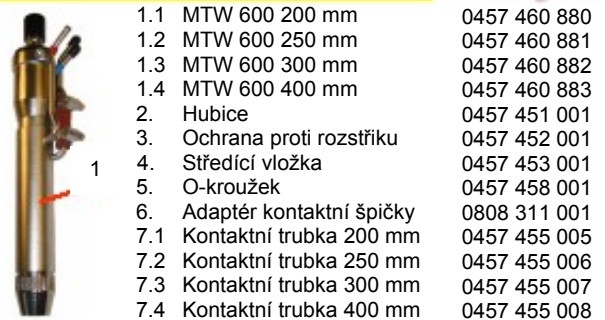 1.1 MTW 600 200 mm 0457 460 880
1.2 MTW 600 250 mm 0457 460 881
1.3 MTW 600 300 mm 0457 460 882
1.4 MTW 600 400 mm 0457 460 883
2. Hubice 0457 451 001
3. Ochrana proti rozstřiku 0457 452 001
1 4. Středící vložka 0457 453 001
5. O-kroužek 0457 458 001
6. Adaptér kontaktní špičky 0808 311 001
7.1 Kontaktní trubka 200 mm 0457 455 005
7.2 Kontaktní trubka 250 mm 0457 455 006
7.3 Kontaktní trubka 300 mm 0457 455 007
7.4 Kontaktní trubka 400 mm 0457 455 008